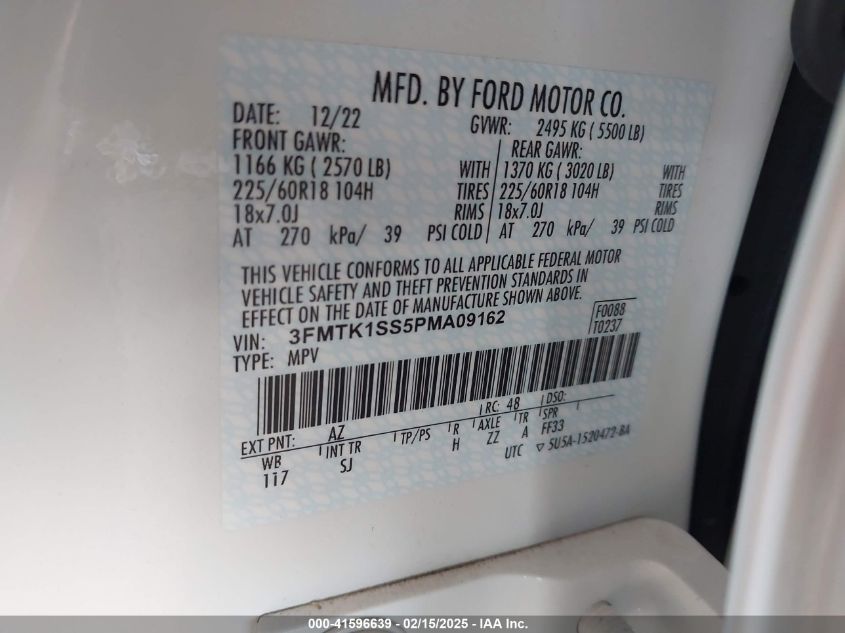 MFD. BY FORD MOTOR CO.
DATE: 12/22 GVWR: 2495 KG ( 5500 LB)
FRONT GAWR: REAR GAWR:
1166 KG ( 2570 LB) WITH 1370 KG ( 3020 LB) WITH
225/60R18 104H TIRES 225/60R18 104H TIRES
18x7.0J RIMS 18x7.0J RIMS
AT 270 kPa/ 39 PSI COLD AT 270 kPa/ 39 PSI COLD
THIS VEHICLE CONFORMS TO ALL APPLICABLE FEDERAL MOTOR
VEHICLE SAFETY AND THEFT PREVENTION STANDARDS IN
EFFECT ON THE DATE OF MANUFACTURE SHOWN ABOVE.
VIN: 3FMTK1SS5PMA09162 F0088
TYPE: MPV T0237
EXT PNT: AZ RC: 48 DSO:
WB INT TR TP/PS R AXLE TR SPR
117 SJ H ZZ A FF33
UTC ▽ 5U5A-1520472-BA
000-41596639 - 02/15/2025 - IAA Inc.